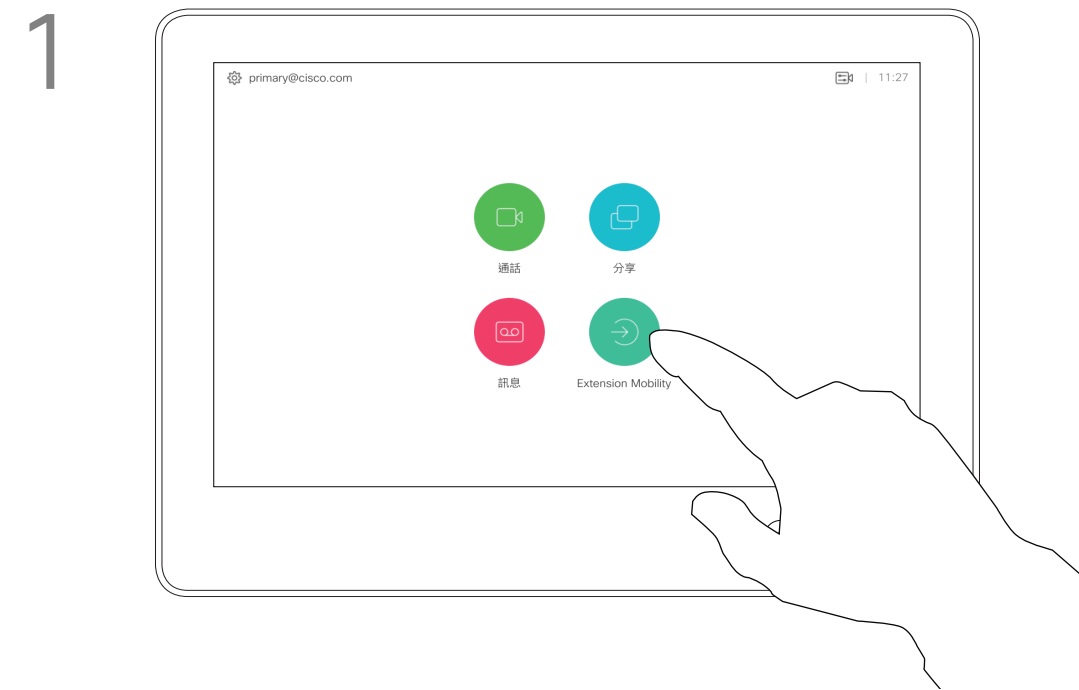 1
primary@cisco.com
11:27
通話
分享
訊息
Extension Mobility